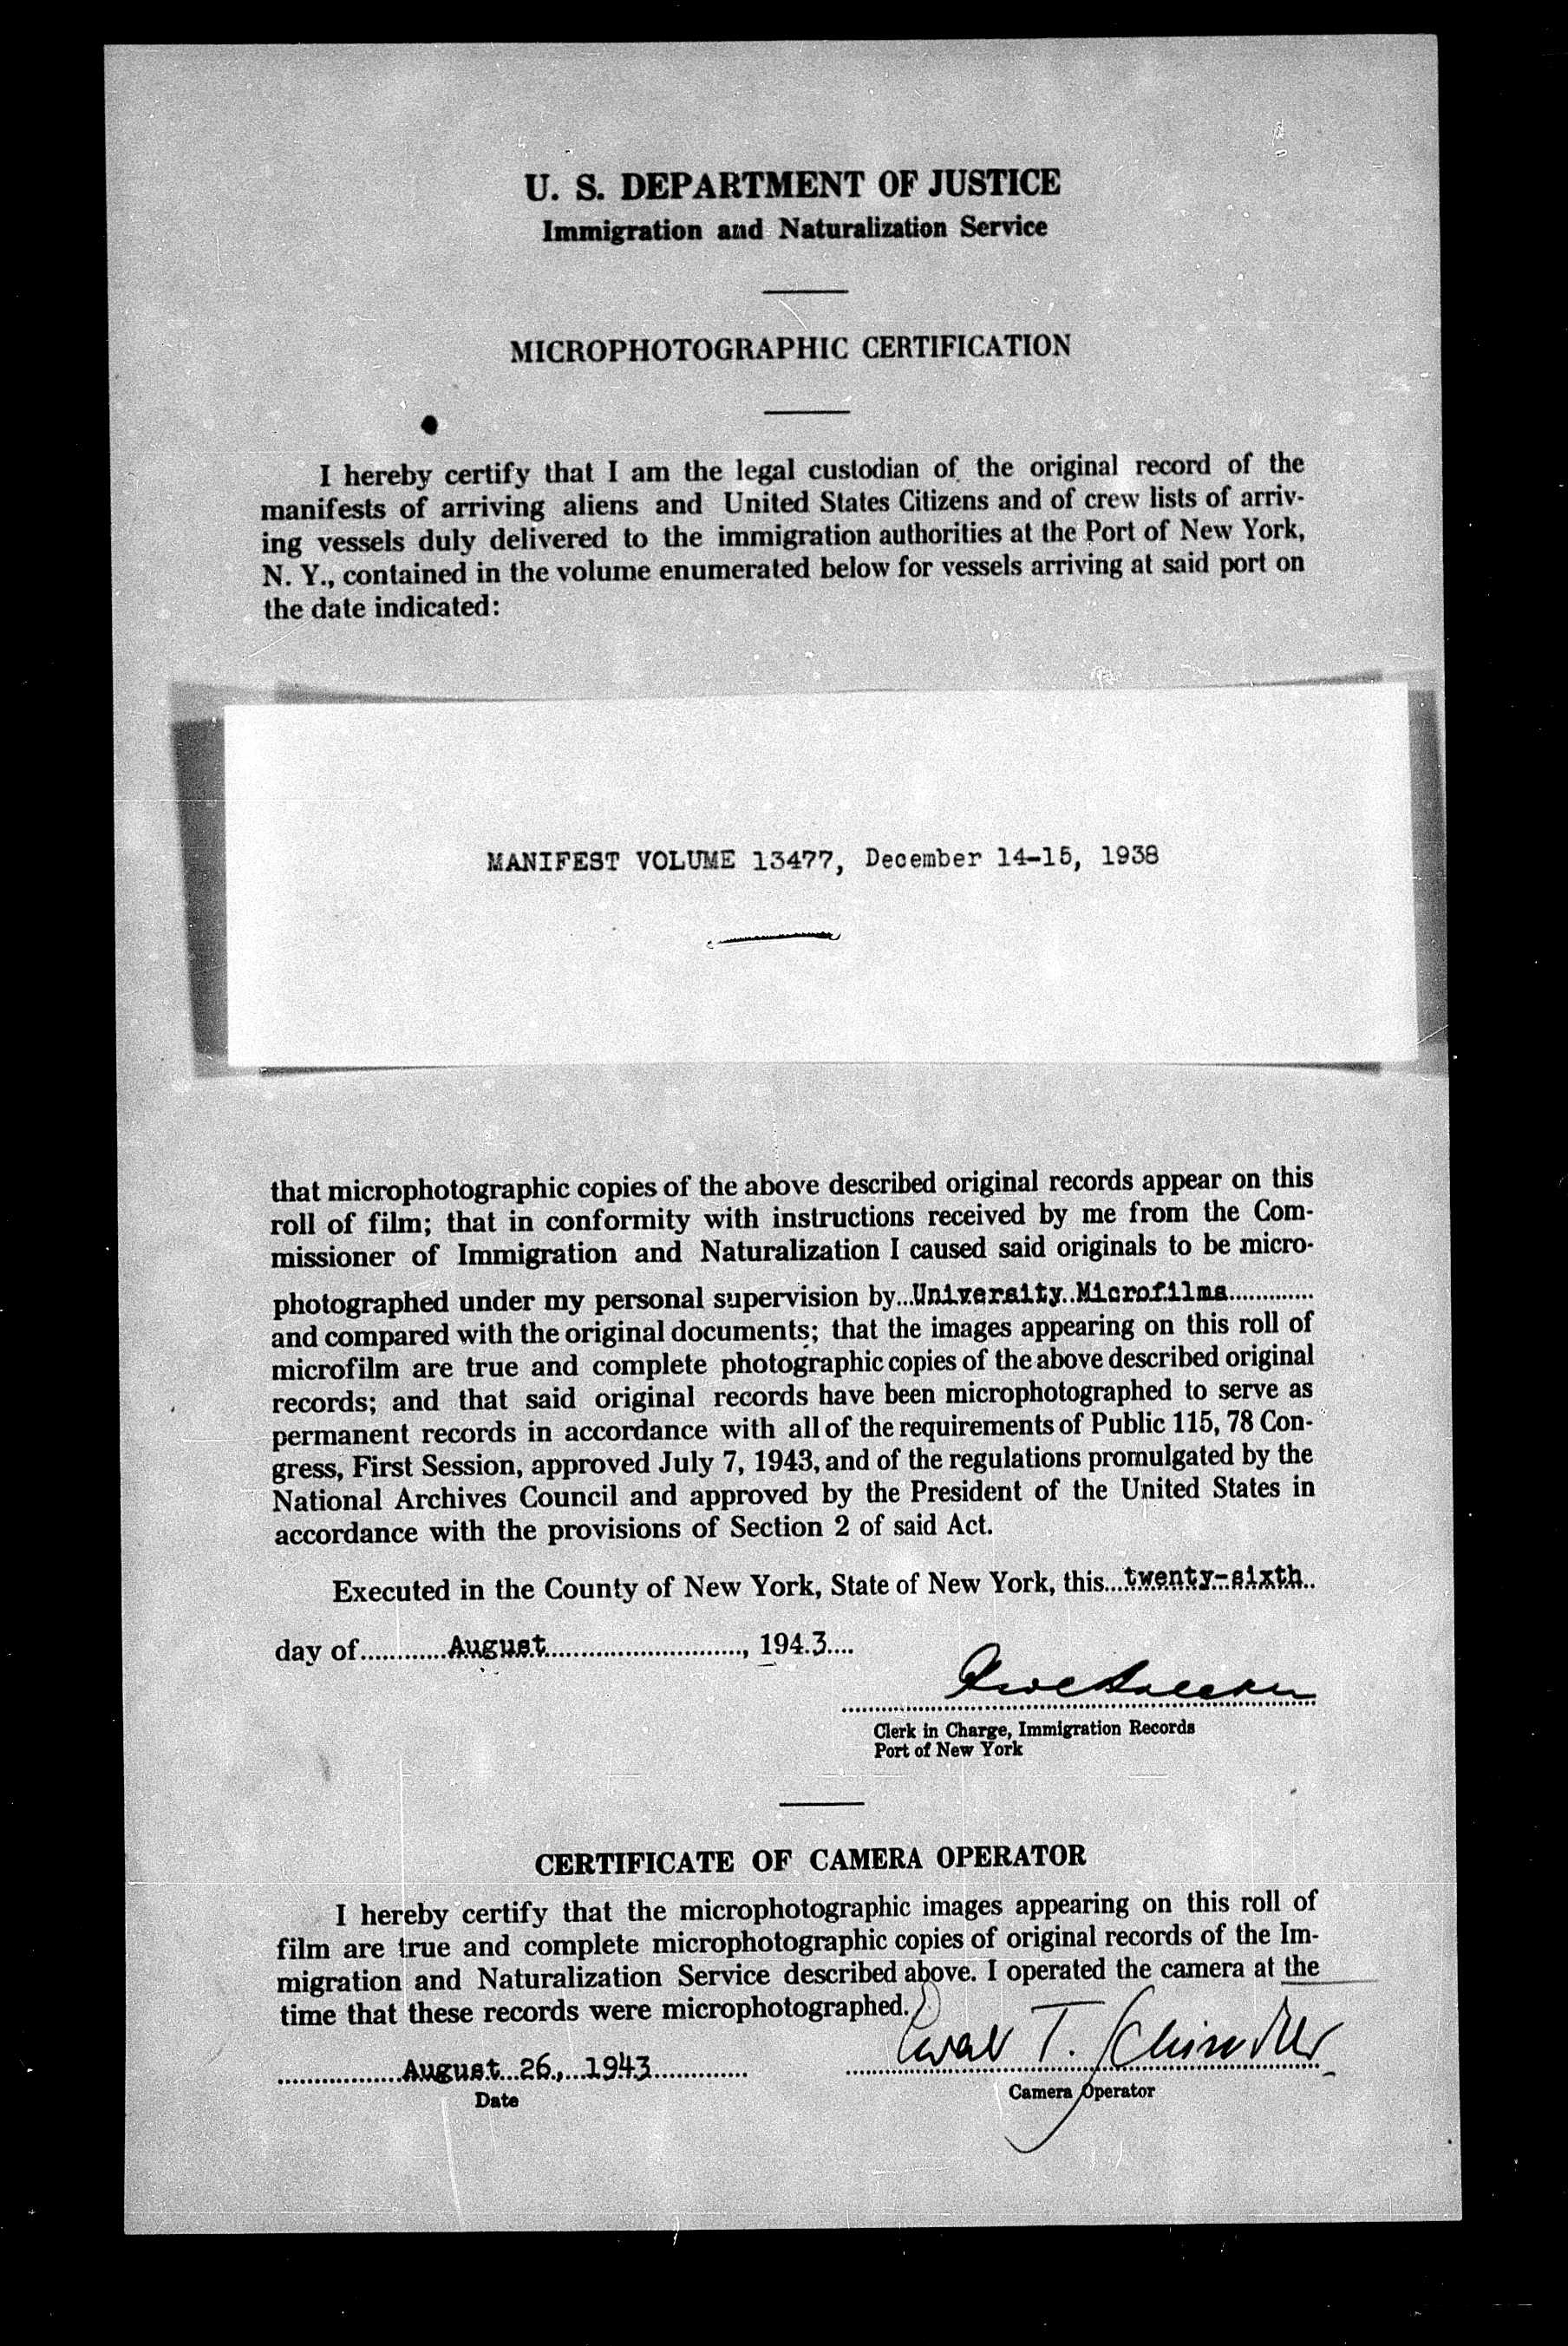 U. S. DEPARTMENT OF JUSTICE
Immigration and Naturalization Service
MICROPHOTOGRAPHIC CERTIFICATION
I hereby certify that I am the legal custodian of the original record of the
manifests of arriving aliens and United States Citizens and of crew lists of arriv-
ing vessels duly delivered to the immigration authorities at the Port of New York,
N. Y., contained in the volume enumerated below for vessels arriving at said port on
the date indicated:
MANIFEST VOLUME 13477, December 14-15, 1938
that microphotographic copies of the above described original records appear on this
roll of film; that in conformity with instructions received by me from the Com-
missioner of Immigration and Naturalization I caused said originals to be micro-
photographed under my personal supervision by...University..Microfilms.............
and compared with the original documents; that the images appearing on this roll of
microfilm are true and complete photographic copies of the above described original
records; and that said original records have been microphotographed to serve as
permanent records in accordance with all of the requirements of Public 115, 78 Con-
gress, First Session, approved July 7, 1943, and of the regulations promulgated by the
National Archives Council and approved by the President of the United States in
accordance with the provisions of Section 2 of said Act.
Executed in the County of New York, State of New York, this...twenty-sixth..
day of............August............................., 194.3....
Clerk in Charge, Immigration Records
Port of New York
CERTIFICATE OF CAMERA OPERATOR
I hereby certify that the microphotographic images appearing on this roll of
film are true and complete microphotographic copies of original records of the Im-
migration and Naturalization Service described above. I operated the camera at the
time that these records were microphotographed.
T. Schindler
.................August...26.,...1943..............
Date
Camera Operator